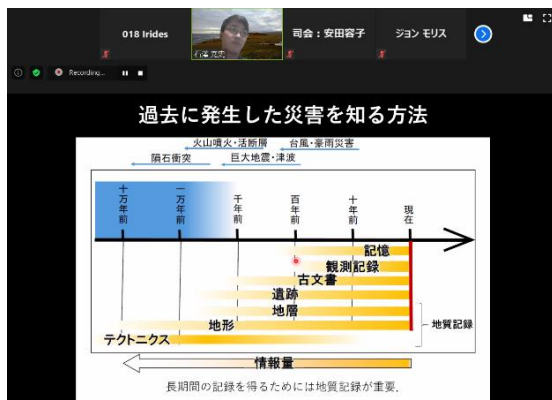 018 Irides
司会：安田容子
ジョン モリス
Recording...
過去に発生した災害を知る方法
火山噴火・活断層
台風・豪雨災害
隕石衝突
巨大地震・津波
十万年前
一万年前
千年前
百年前
十年前
現在
記憶
観測記録
古文書
遺跡
地層
地形
地質記録
テクトニクス
情報量
長期間の記録を得るためには地質記録が重要.